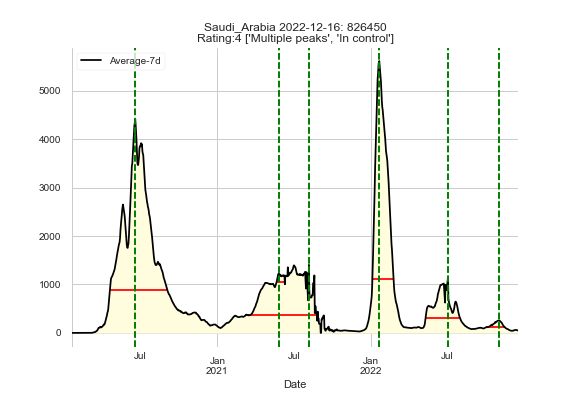 Saudi_Arabia 2022-12-16: 826450
Rating:4 ['Multiple peaks', 'In control']
Average-7d
5000
4000
3000
2000
1000
0
Jul
Jan
2021
Jul
Jan
2022
Jul
Date